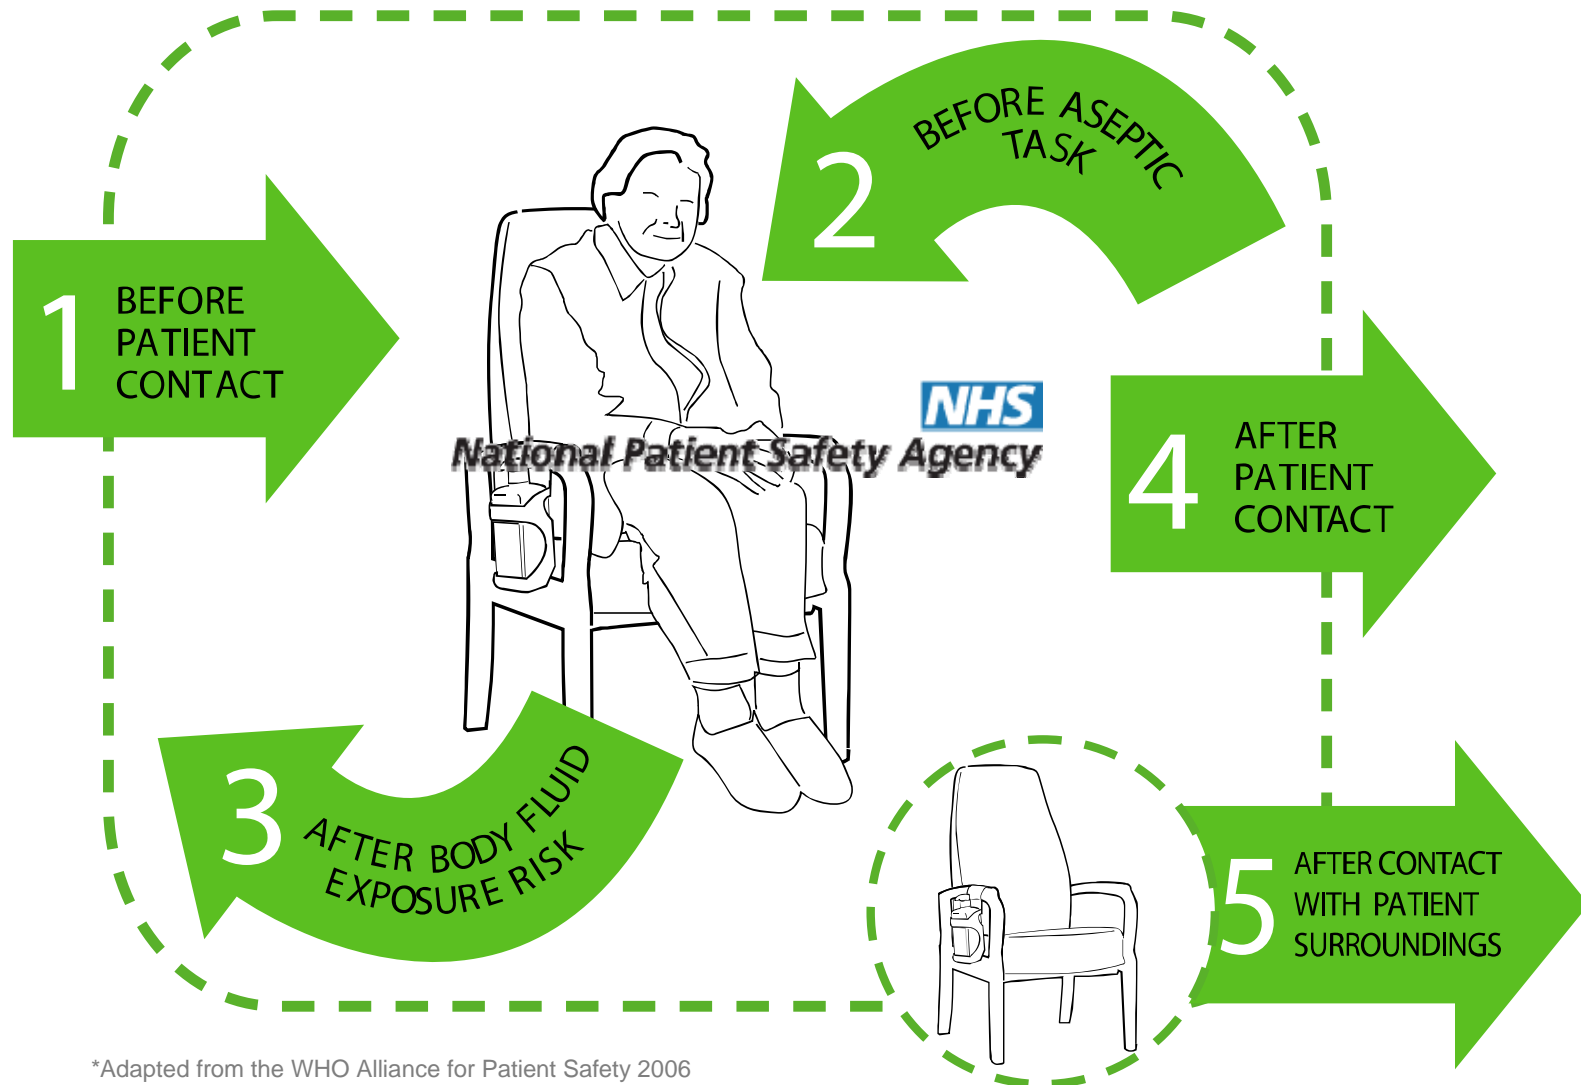 1
BEFORE
PATIENT
CONTACT
2
BEFORE ASEPTIC
TASK
NHS
National Patient Safety Agency
4
AFTER
PATIENT
CONTACT
3
AFTER BODY FLUID
EXPOSURE RISK
5
AFTER CONTACT
WITH PATIENT
SURROUNDINGS
*Adapted from the WHO Alliance for Patient Safety 2006